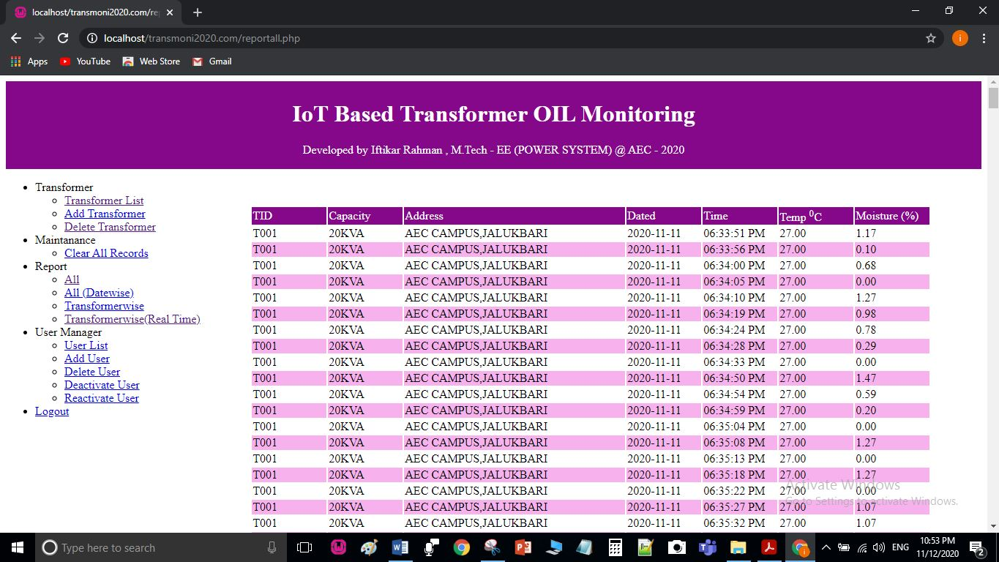 localhost/transmoni2020.com/re
localhost/transmoni2020.com/reportall.php
Apps YouTube Web Store Gmail
IoT Based Transformer OIL Monitoring
Developed by Iftikar Rahman , M.Tech - EE (POWER SYSTEM) @ AEC - 2020
Transformer
Transformer List
Add Transformer
Delete Transformer
Maintanance
Clear All Records
Report
All
All (Datewise)
Transformerwise
Transformerwise(Real Time)
User Manager
User List
Add User
Delete User
Deactivate User
Reactivate User
Logout
TID Capacity Address Dated Time Temp ⁰C Moisture (%)
T001 20KVA AEC CAMPUS,JALUKBARI 2020-11-11 06:33:51 PM 27.00 1.17
T001 20KVA AEC CAMPUS,JALUKBARI 2020-11-11 06:33:56 PM 27.00 0.10
T001 20KVA AEC CAMPUS,JALUKBARI 2020-11-11 06:34:00 PM 27.00 0.68
T001 20KVA AEC CAMPUS,JALUKBARI 2020-11-11 06:34:05 PM 27.00 0.00
T001 20KVA AEC CAMPUS,JALUKBARI 2020-11-11 06:34:10 PM 27.00 1.27
T001 20KVA AEC CAMPUS,JALUKBARI 2020-11-11 06:34:19 PM 27.00 0.98
T001 20KVA AEC CAMPUS,JALUKBARI 2020-11-11 06:34:24 PM 27.00 0.78
T001 20KVA AEC CAMPUS,JALUKBARI 2020-11-11 06:34:28 PM 27.00 0.29
T001 20KVA AEC CAMPUS,JALUKBARI 2020-11-11 06:34:33 PM 27.00 0.00
T001 20KVA AEC CAMPUS,JALUKBARI 2020-11-11 06:34:50 PM 27.00 1.47
T001 20KVA AEC CAMPUS,JALUKBARI 2020-11-11 06:34:54 PM 27.00 0.59
T001 20KVA AEC CAMPUS,JALUKBARI 2020-11-11 06:34:59 PM 27.00 0.20
T001 20KVA AEC CAMPUS,JALUKBARI 2020-11-11 06:35:04 PM 27.00 0.00
T001 20KVA AEC CAMPUS,JALUKBARI 2020-11-11 06:35:08 PM 27.00 1.27
T001 20KVA AEC CAMPUS,JALUKBARI 2020-11-11 06:35:13 PM 27.00 0.00
T001 20KVA AEC CAMPUS,JALUKBARI 2020-11-11 06:35:18 PM 27.00 1.27
T001 20KVA AEC CAMPUS,JALUKBARI 2020-11-11 06:35:22 PM 27.00 0.00
T001 20KVA AEC CAMPUS,JALUKBARI 2020-11-11 06:35:27 PM 27.00 1.07
T001 20KVA AEC CAMPUS,JALUKBARI 2020-11-11 06:35:32 PM 27.00 1.07
Activate Windows
Go to Settings to activate Windows.
Type here to search
ENG
10:53 PM
11/12/2020
2